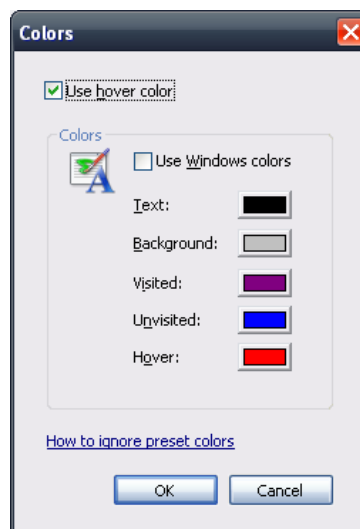 Colors
Use hover color
Colors
Use Windows colors
Text:
Background:
Visited:
Unvisited:
Hover:
How to ignore preset colors
OK
Cancel